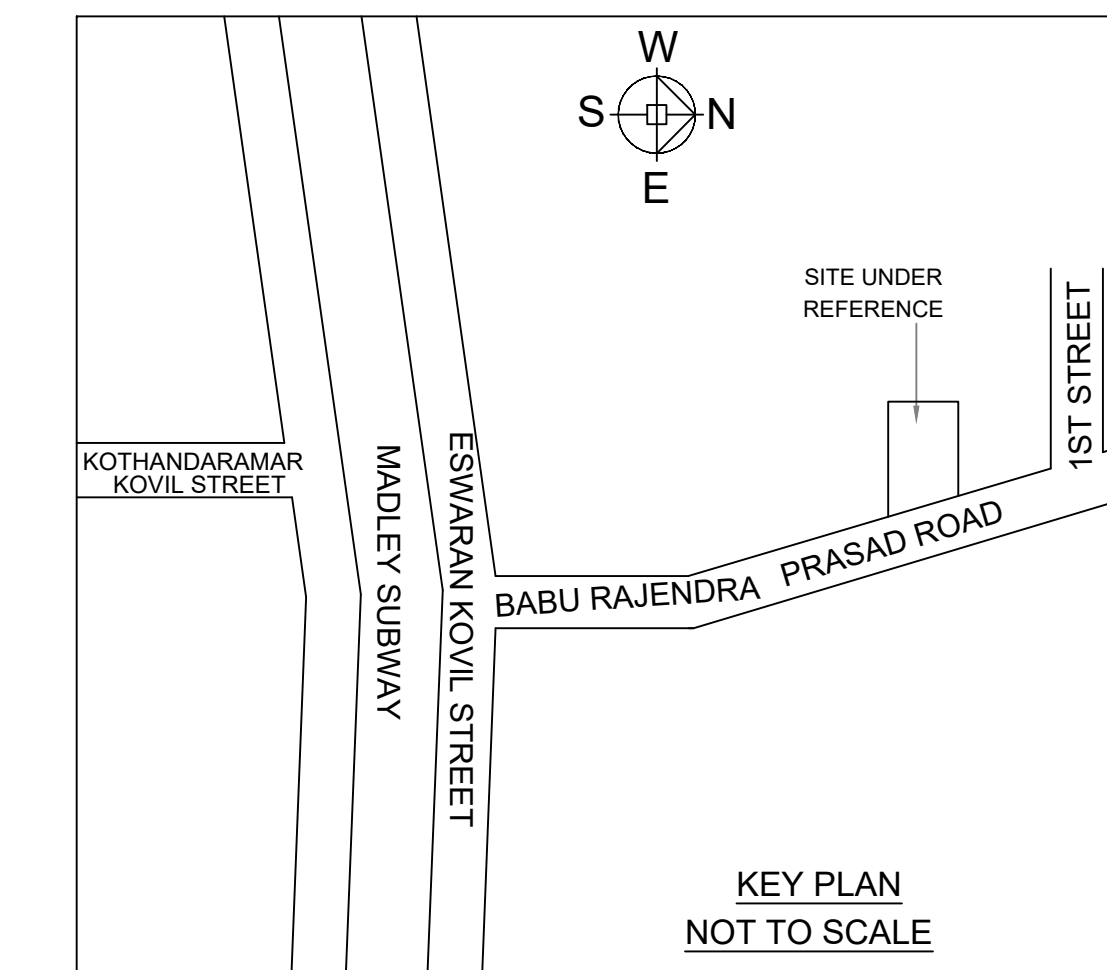 W
S
N
E
SITE UNDER
REFERENCE
1ST STREET
KOTHANDARAMAR
KOVIL STREET
MADLEY SUBWAY
ESWARAN KOVIL STREET
BABU RAJENDRA PRASAD ROAD
KEY PLAN
NOT TO SCALE